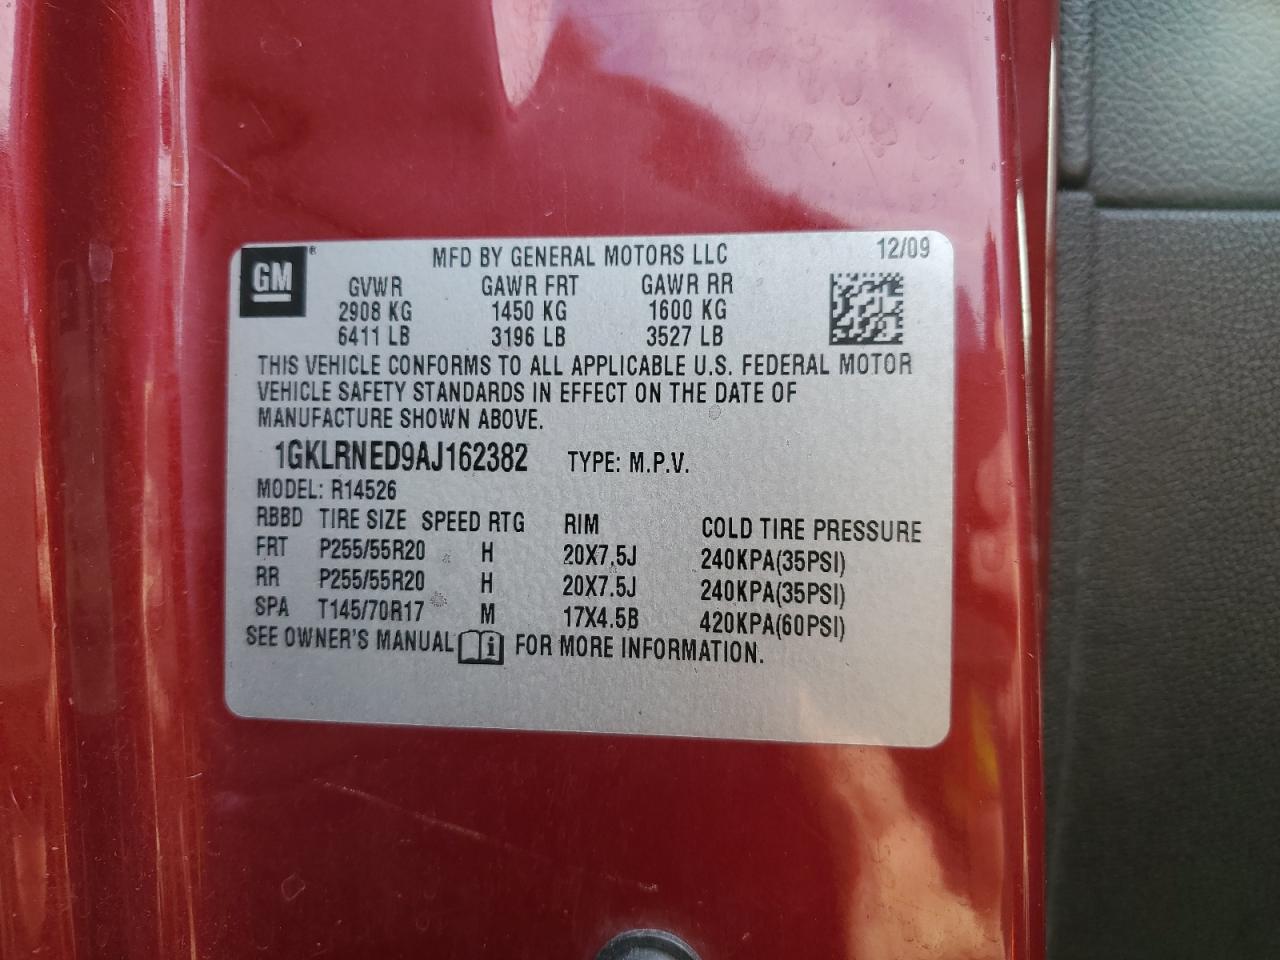 GM ® MFD BY GENERAL MOTORS LLC 12/09
GVWR GAWR FRT GAWR RR
2908 KG 1450 KG 1600 KG
6411 LB 3196 LB 3527 LB
THIS VEHICLE CONFORMS TO ALL APPLICABLE U.S. FEDERAL MOTOR
VEHICLE SAFETY STANDARDS IN EFFECT ON THE DATE OF
MANUFACTURE SHOWN ABOVE.
1GKLRNED9AJ162382 TYPE: M.P.V.
MODEL: R14526
RBBD TIRE SIZE SPEED RTG RIM COLD TIRE PRESSURE
FRT P255/55R20 H 20X7.5J 240KPA(35PSI)
RR P255/55R20 H 20X7.5J 240KPA(35PSI)
SPA T145/70R17 M 17X4.5B 420KPA(60PSI)
SEE OWNER'S MANUAL i FOR MORE INFORMATION.